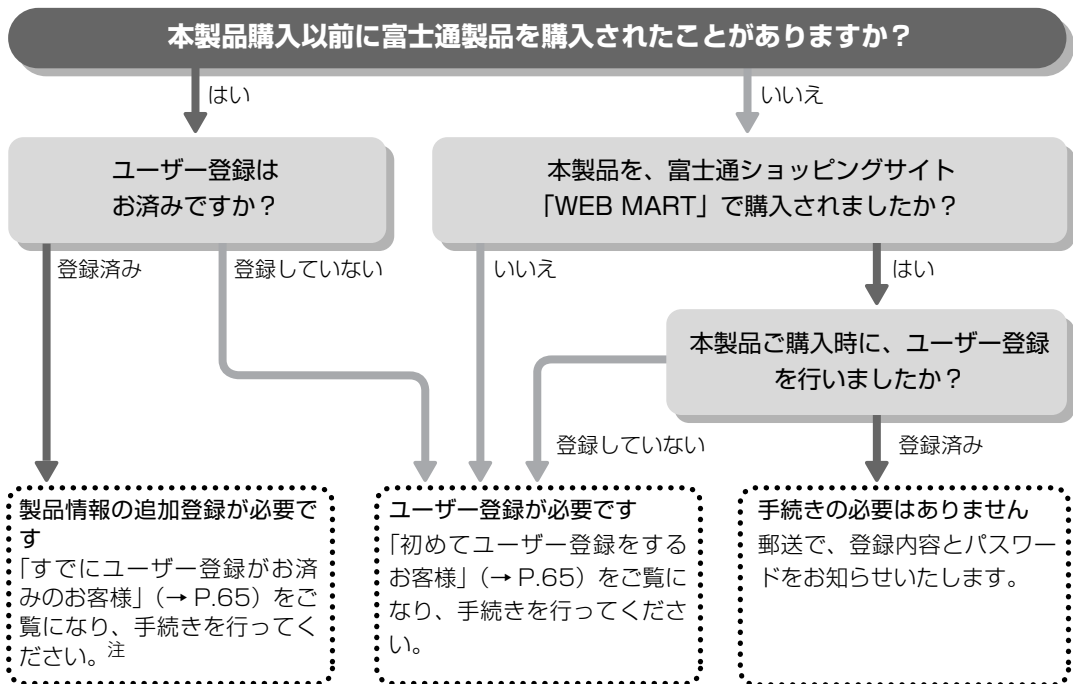 本製品購入以前に富士通製品を購入されたことがありますか？
はい
いいえ
ユーザー登録は
お済みですか？
本製品を、富士通ショッピングサイト
「WEB MART」で購入されましたか？
登録済み
登録していない
いいえ
はい
本製品ご購入時に、ユーザー登録
を行いましたか？
登録していない
登録済み
製品情報の追加登録が必要で
す
「すでにユーザー登録がお済
みのお客様」（→ P.65）をご
覧になり、手続きを行ってく
ださい。注
ユーザー登録が必要です
「初めてユーザー登録をする
お客様」（→ P.65）をご覧に
なり、手続きを行ってくださ
い。
手続きの必要はありません
郵送で、登録内容とパスワー
ドをお知らせいたします。